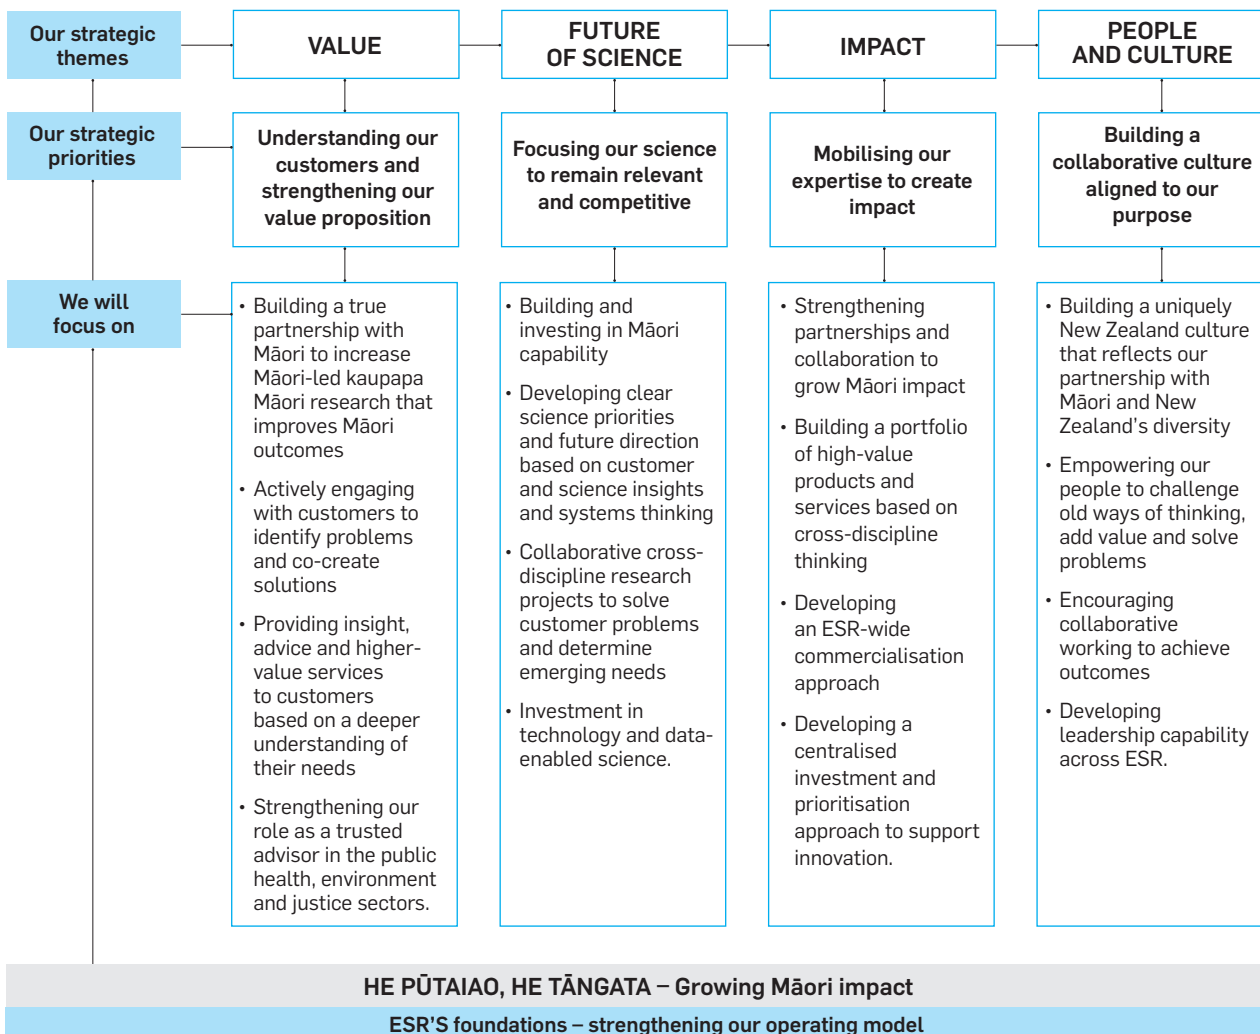 Our strategic
themes
VALUE
FUTURE
OF SCIENCE
IMPACT
PEOPLE
AND CULTURE
Our strategic
priorities
Understanding our
customers and
strengthening our
value proposition
Focusing our science
to remain relevant
and competitive
Mobilising our
expertise to create
impact
Building a
collaborative culture
aligned to our
purpose
We will
focus on
• Building a true
partnership with
Māori to increase
Māori-led kaupapa
Māori research that
improves Māori
outcomes
• Actively engaging
with customers to
identify problems
and co-create
solutions
• Providing insight,
advice and higher-
value services
to customers
based on a deeper
understanding of
their needs
• Strengthening our
role as a trusted
advisor in the public
health, environment
and justice sectors.
• Building and
investing in Māori
capability
• Developing clear
science priorities
and future direction
based on customer
and science insights
and systems thinking
• Collaborative cross-
discipline research
projects to solve
customer problems
and determine
emerging needs
• Investment in
technology and data-
enabled science.
• Strengthening
partnerships and
collaboration to
grow Māori impact
• Building a portfolio
of high-value
products and
services based on
cross-discipline
thinking
• Developing
an ESR-wide
commercialisation
approach
• Developing a
centralised
investment and
prioritisation
approach to support
innovation.
• Building a uniquely
New Zealand culture
that reflects our
partnership with
Māori and New
Zealand’s diversity
• Empowering our
people to challenge
old ways of thinking,
add value and solve
problems
• Encouraging
collaborative
working to achieve
outcomes
• Developing
leadership capability
across ESR.
HE PŪTAIAO, HE TĀNGATA – Growing Māori impact
ESR’S foundations – strengthening our operating model